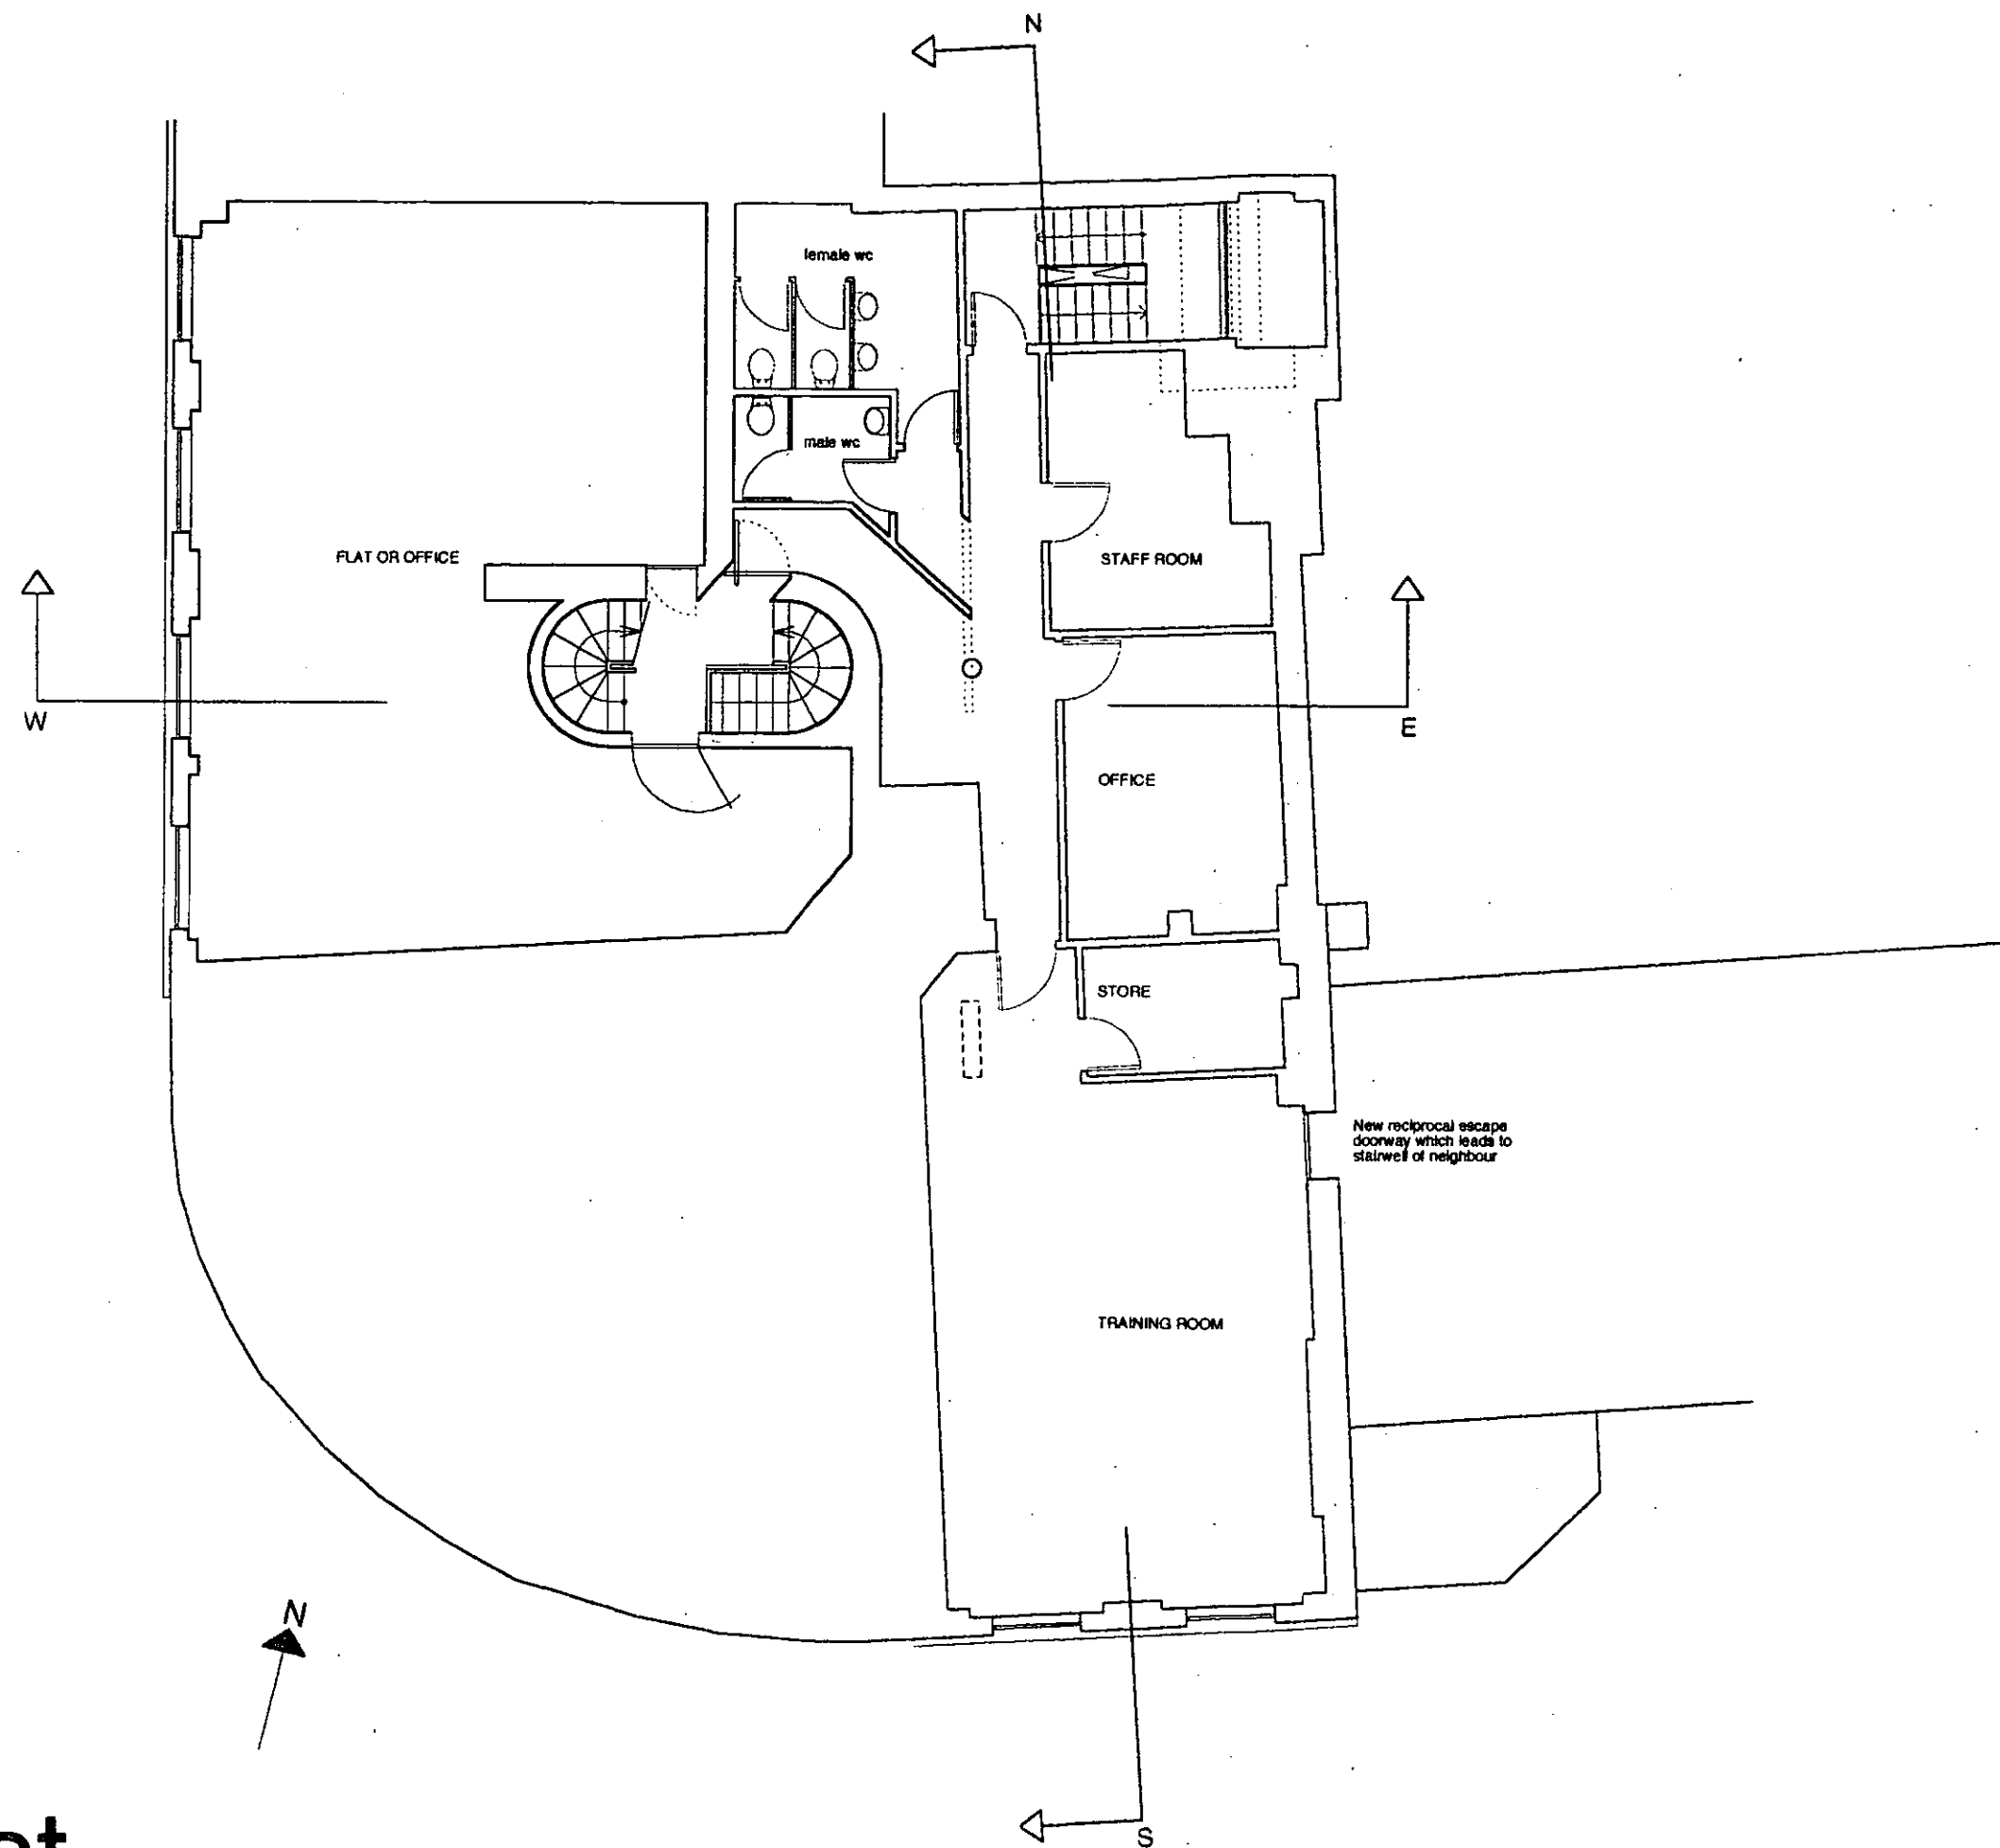 N
female wc
male wc
FLAT OR OFFICE
STAFF ROOM
W
E
OFFICE
STORE
New reciprocal escape
doorway which leads to
stairwell of neighbour
TRAINING ROOM
N
S